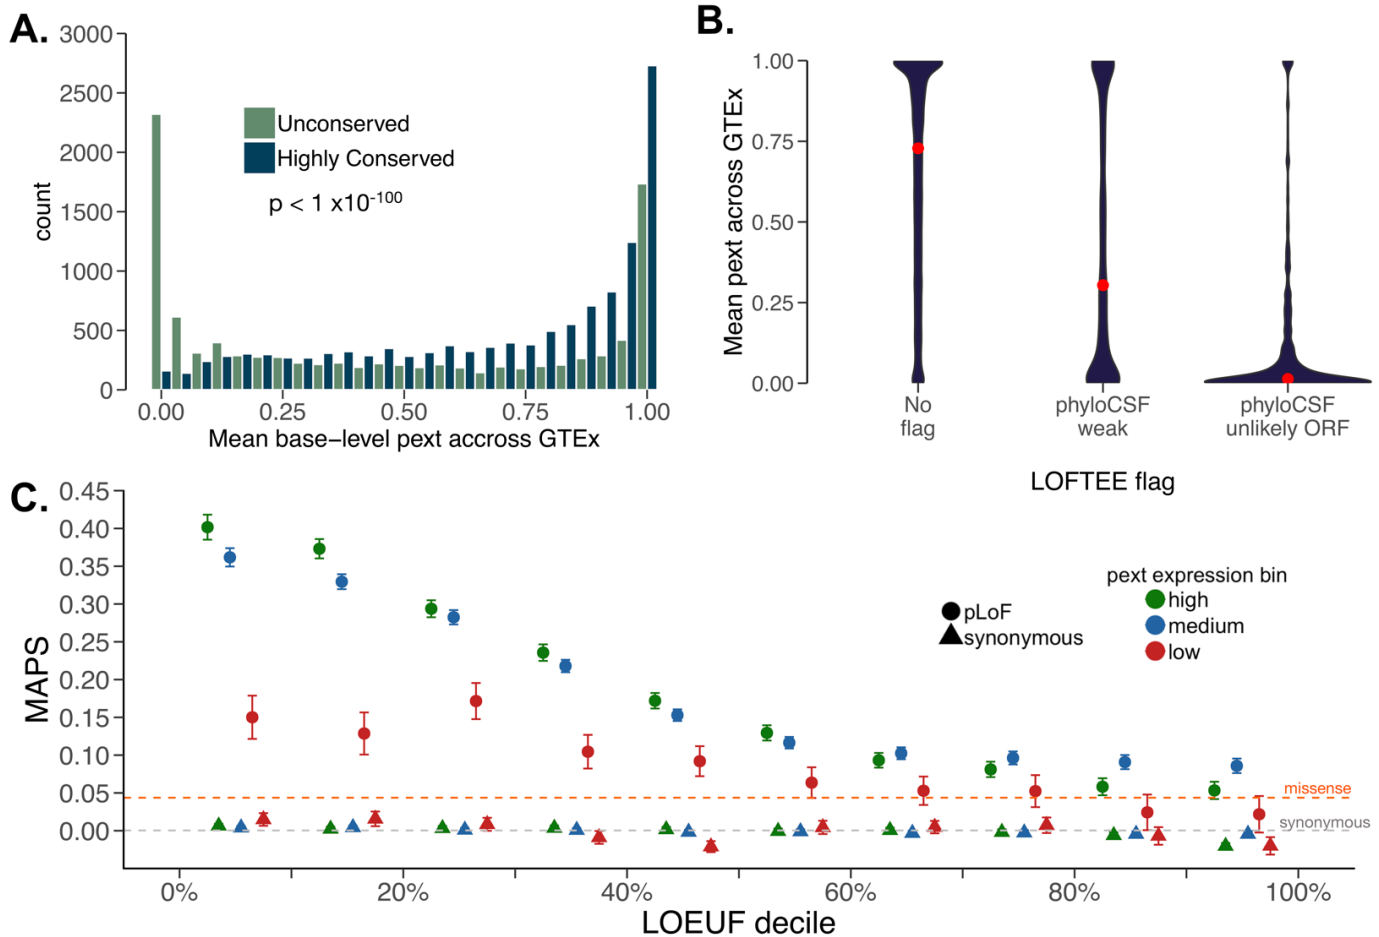 A.
3000
2500
2000
1500
1000
500
0
count
Unconserved
Highly Conserved
p < 1 x10-100
0.00 0.25 0.50 0.75 1.00
Mean base−level pext accross GTEx
B.
1.00
0.75
0.50
0.25
0.00
Mean pext across GTEx
No flag
phyloCSF weak
phyloCSF unlikely ORF
LOFTEE flag
C.
0.45
0.40
0.35
0.30
0.25
0.20
0.15
0.10
0.05
0.00
MAPS
pLoF
synonymous
pext expression bin
high
medium
low
missense
synonymous
0% 20% 40% 60% 80% 100%
LOEUF decile